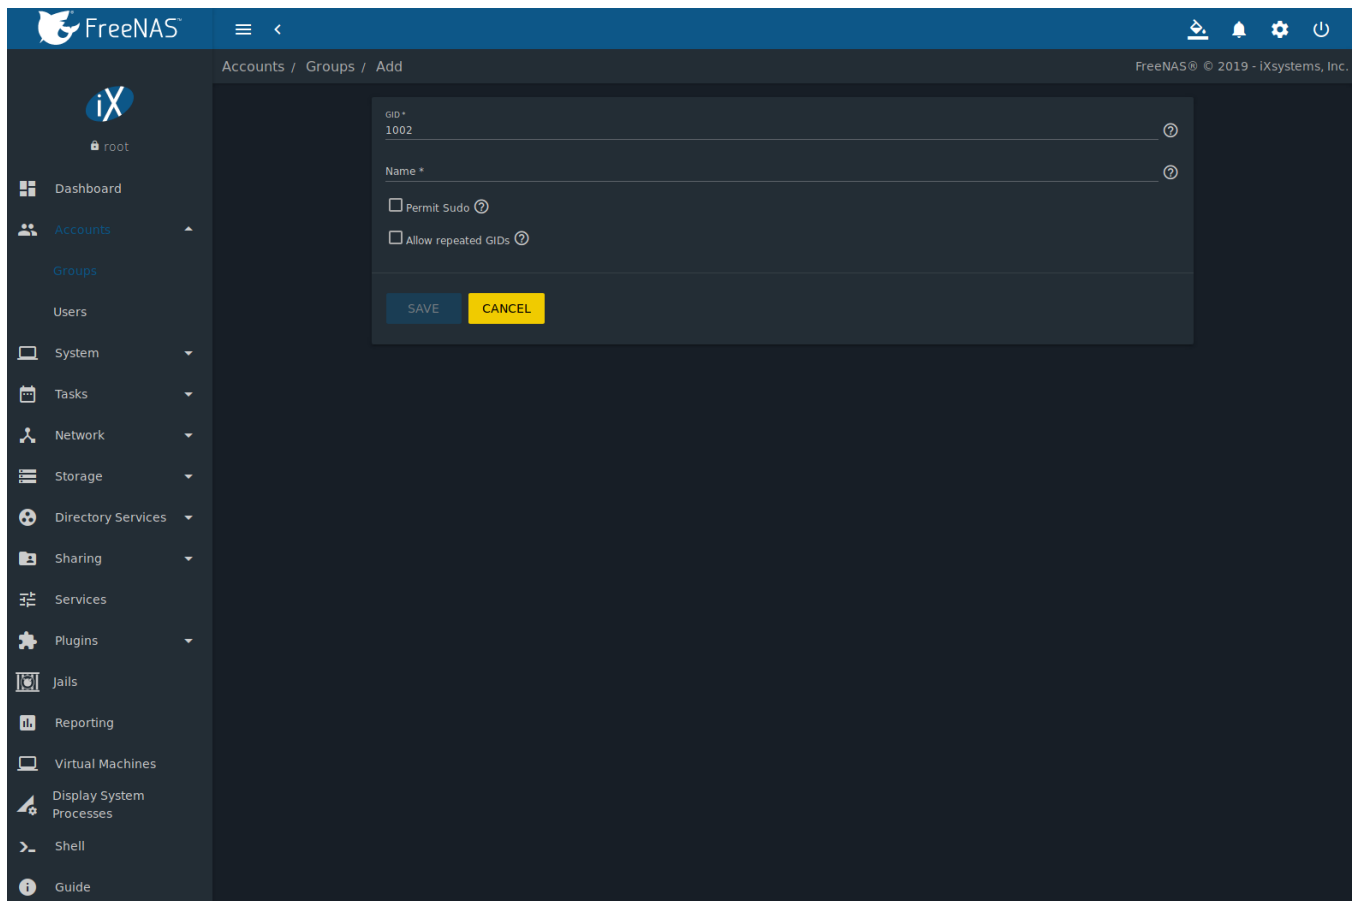 FreeNAS™
Accounts / Groups / Add
FreeNAS® © 2019 - iXsystems, Inc.
iX
root
Dashboard
Accounts
Groups
Users
System
Tasks
Network
Storage
Directory Services
Sharing
Services
Plugins
Jails
Reporting
Virtual Machines
Display System
Processes
Shell
Guide
GID *
1002
Name *
Permit Sudo
Allow repeated GIDs
SAVE CANCEL